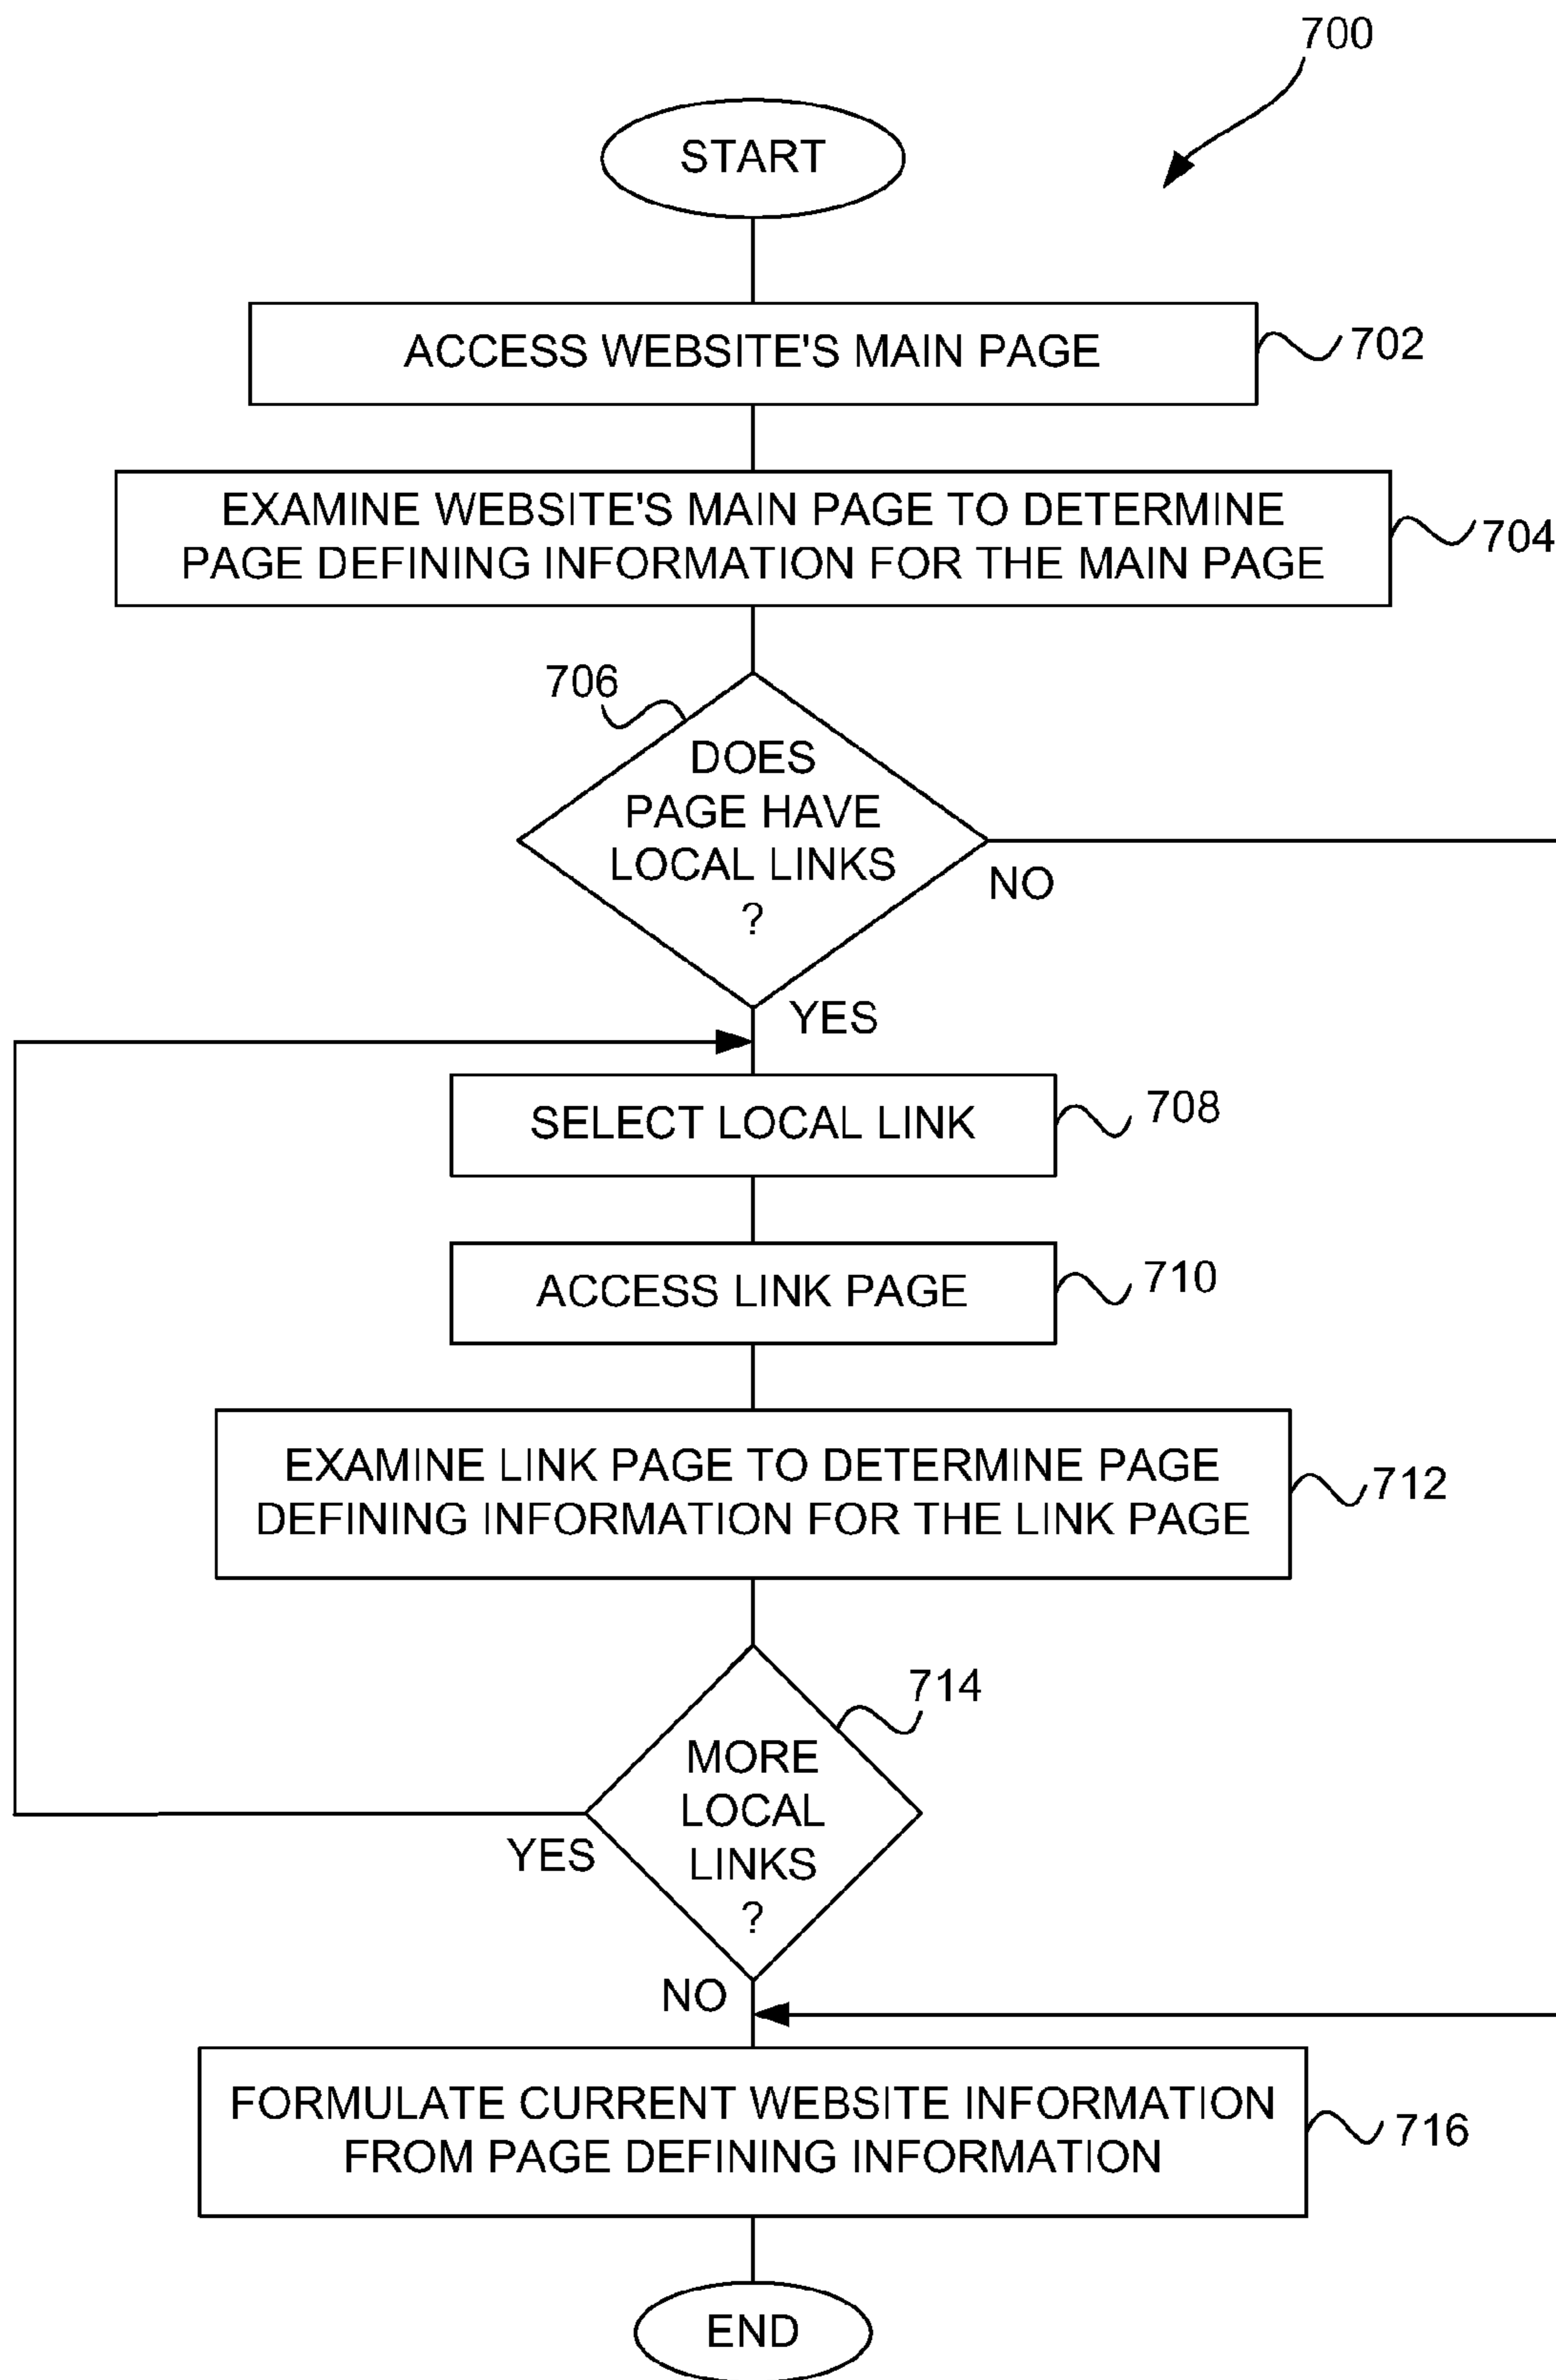 700
START
ACCESS WEBSITE'S MAIN PAGE
702
EXAMINE WEBSITE'S MAIN PAGE TO DETERMINE
PAGE DEFINING INFORMATION FOR THE MAIN PAGE
704
706
DOES
PAGE HAVE
LOCAL LINKS
?
NO
YES
SELECT LOCAL LINK
708
ACCESS LINK PAGE
710
EXAMINE LINK PAGE TO DETERMINE PAGE
DEFINING INFORMATION FOR THE LINK PAGE
712
714
MORE
LOCAL
LINKS
?
YES
NO
FORMULATE CURRENT WEBSITE INFORMATION
FROM PAGE DEFINING INFORMATION
716
END